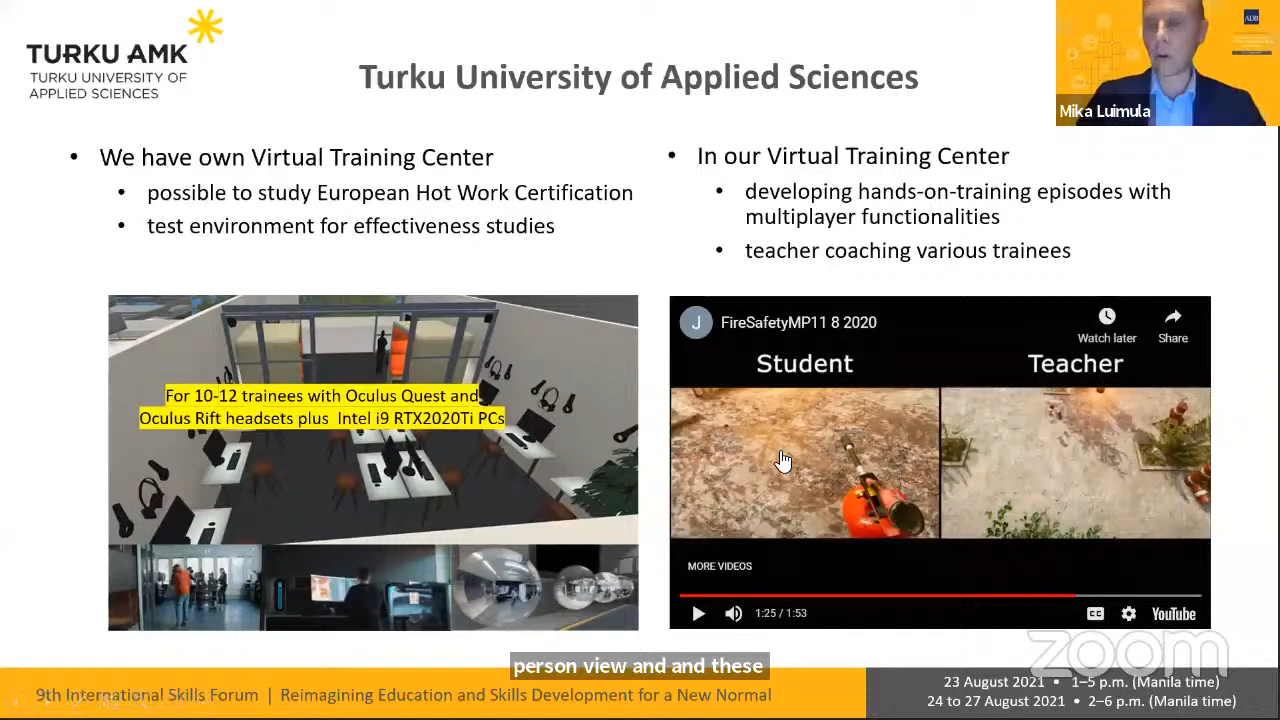 TURKU AMK
TURKU UNIVERSITY OF
APPLIED SCIENCES
Turku University of Applied Sciences
ADB
Mika Luimula
• We have own Virtual Training Center
• possible to study European Hot Work Certification
• test environment for effectiveness studies
• In our Virtual Training Center
• developing hands-on-training episodes with
multiplayer functionalities
• teacher coaching various trainees
For 10-12 trainees with Oculus Quest and
Oculus Rift headsets plus Intel i9 RTX2020Ti PCs
J
FireSafetyMP11 8 2020
Watch later
Share
Student
Teacher
MORE VIDEOS
1:25 / 1:53
CC
YouTube
zoom
person view and and these
9th International Skills Forum | Reimagining Education and Skills Development for a New Normal
23 August 2021 • 1–5 p.m. (Manila time)
24 to 27 August 2021 • 2–6 p.m. (Manila time)